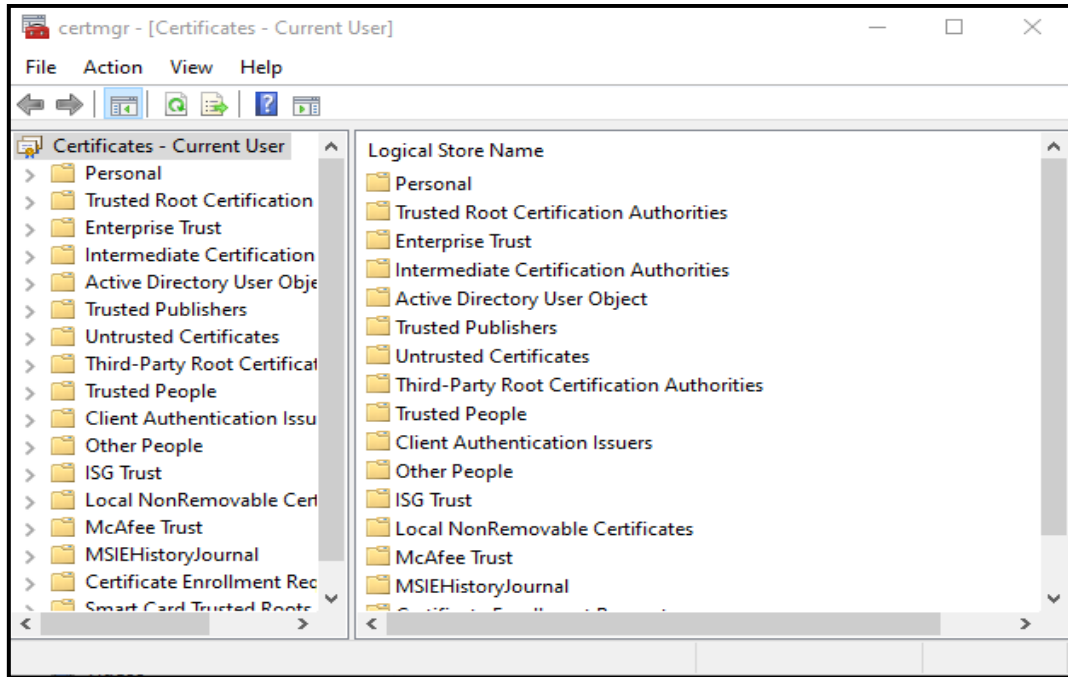 certmgr - [Certificates - Current User]
File Action View Help
Certificates - Current User
Personal
Trusted Root Certification
Enterprise Trust
Intermediate Certification
Active Directory User Obje
Trusted Publishers
Untrusted Certificates
Third-Party Root Certificat
Trusted People
Client Authentication Issu
Other People
ISG Trust
Local NonRemovable Cert
McAfee Trust
MSIEHistoryJournal
Certificate Enrollment Rec
Smart Card Trusted Roots
Logical Store Name
Personal
Trusted Root Certification Authorities
Enterprise Trust
Intermediate Certification Authorities
Active Directory User Object
Trusted Publishers
Untrusted Certificates
Third-Party Root Certification Authorities
Trusted People
Client Authentication Issuers
Other People
ISG Trust
Local NonRemovable Certificates
McAfee Trust
MSIEHistoryJournal